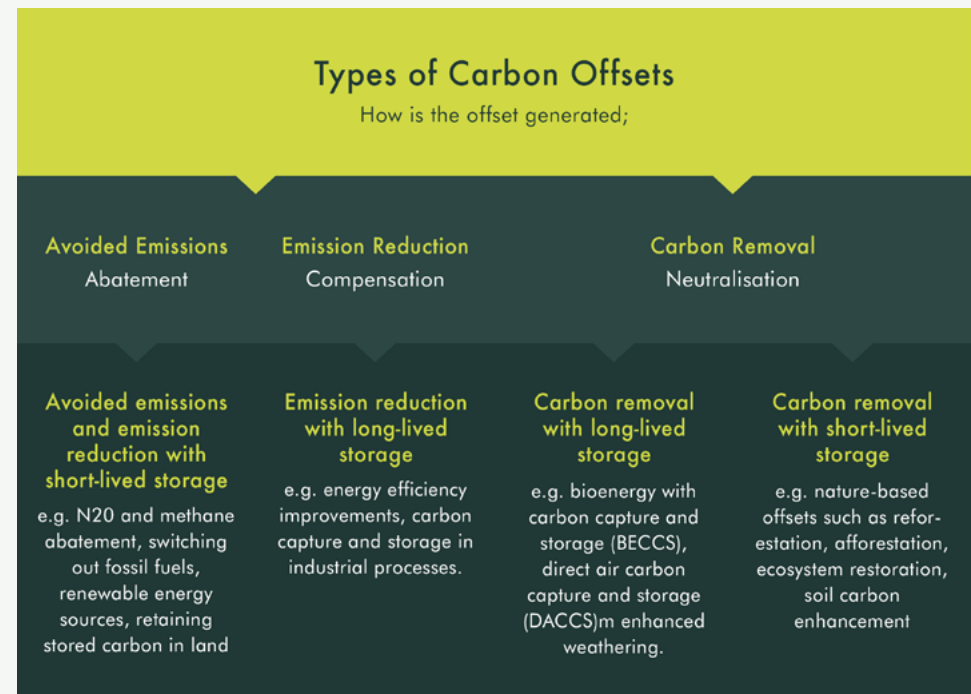 Types of Carbon Offsets
How is the offset generated;
Avoided Emissions
Abatement
Emission Reduction
Compensation
Carbon Removal
Neutralisation
Avoided emissions
and emission
reduction with
short-lived storage
e.g. N20 and methane
abatement, switching
out fossil fuels,
renewable energy
sources, retaining
stored carbon in land
Emission reduction
with long-lived
storage
e.g. energy efficiency
improvements, carbon
capture and storage in
industrial processes.
Carbon removal
with long-lived
storage
e.g. bioenergy with
carbon capture and
storage (BECCS),
direct air carbon
capture and storage
(DACCS)m enhanced
weathering.
Carbon removal
with short-lived
storage
e.g. nature-based
offsets such as refor-
estation, afforestation,
ecosystem restoration,
soil carbon
enhancement